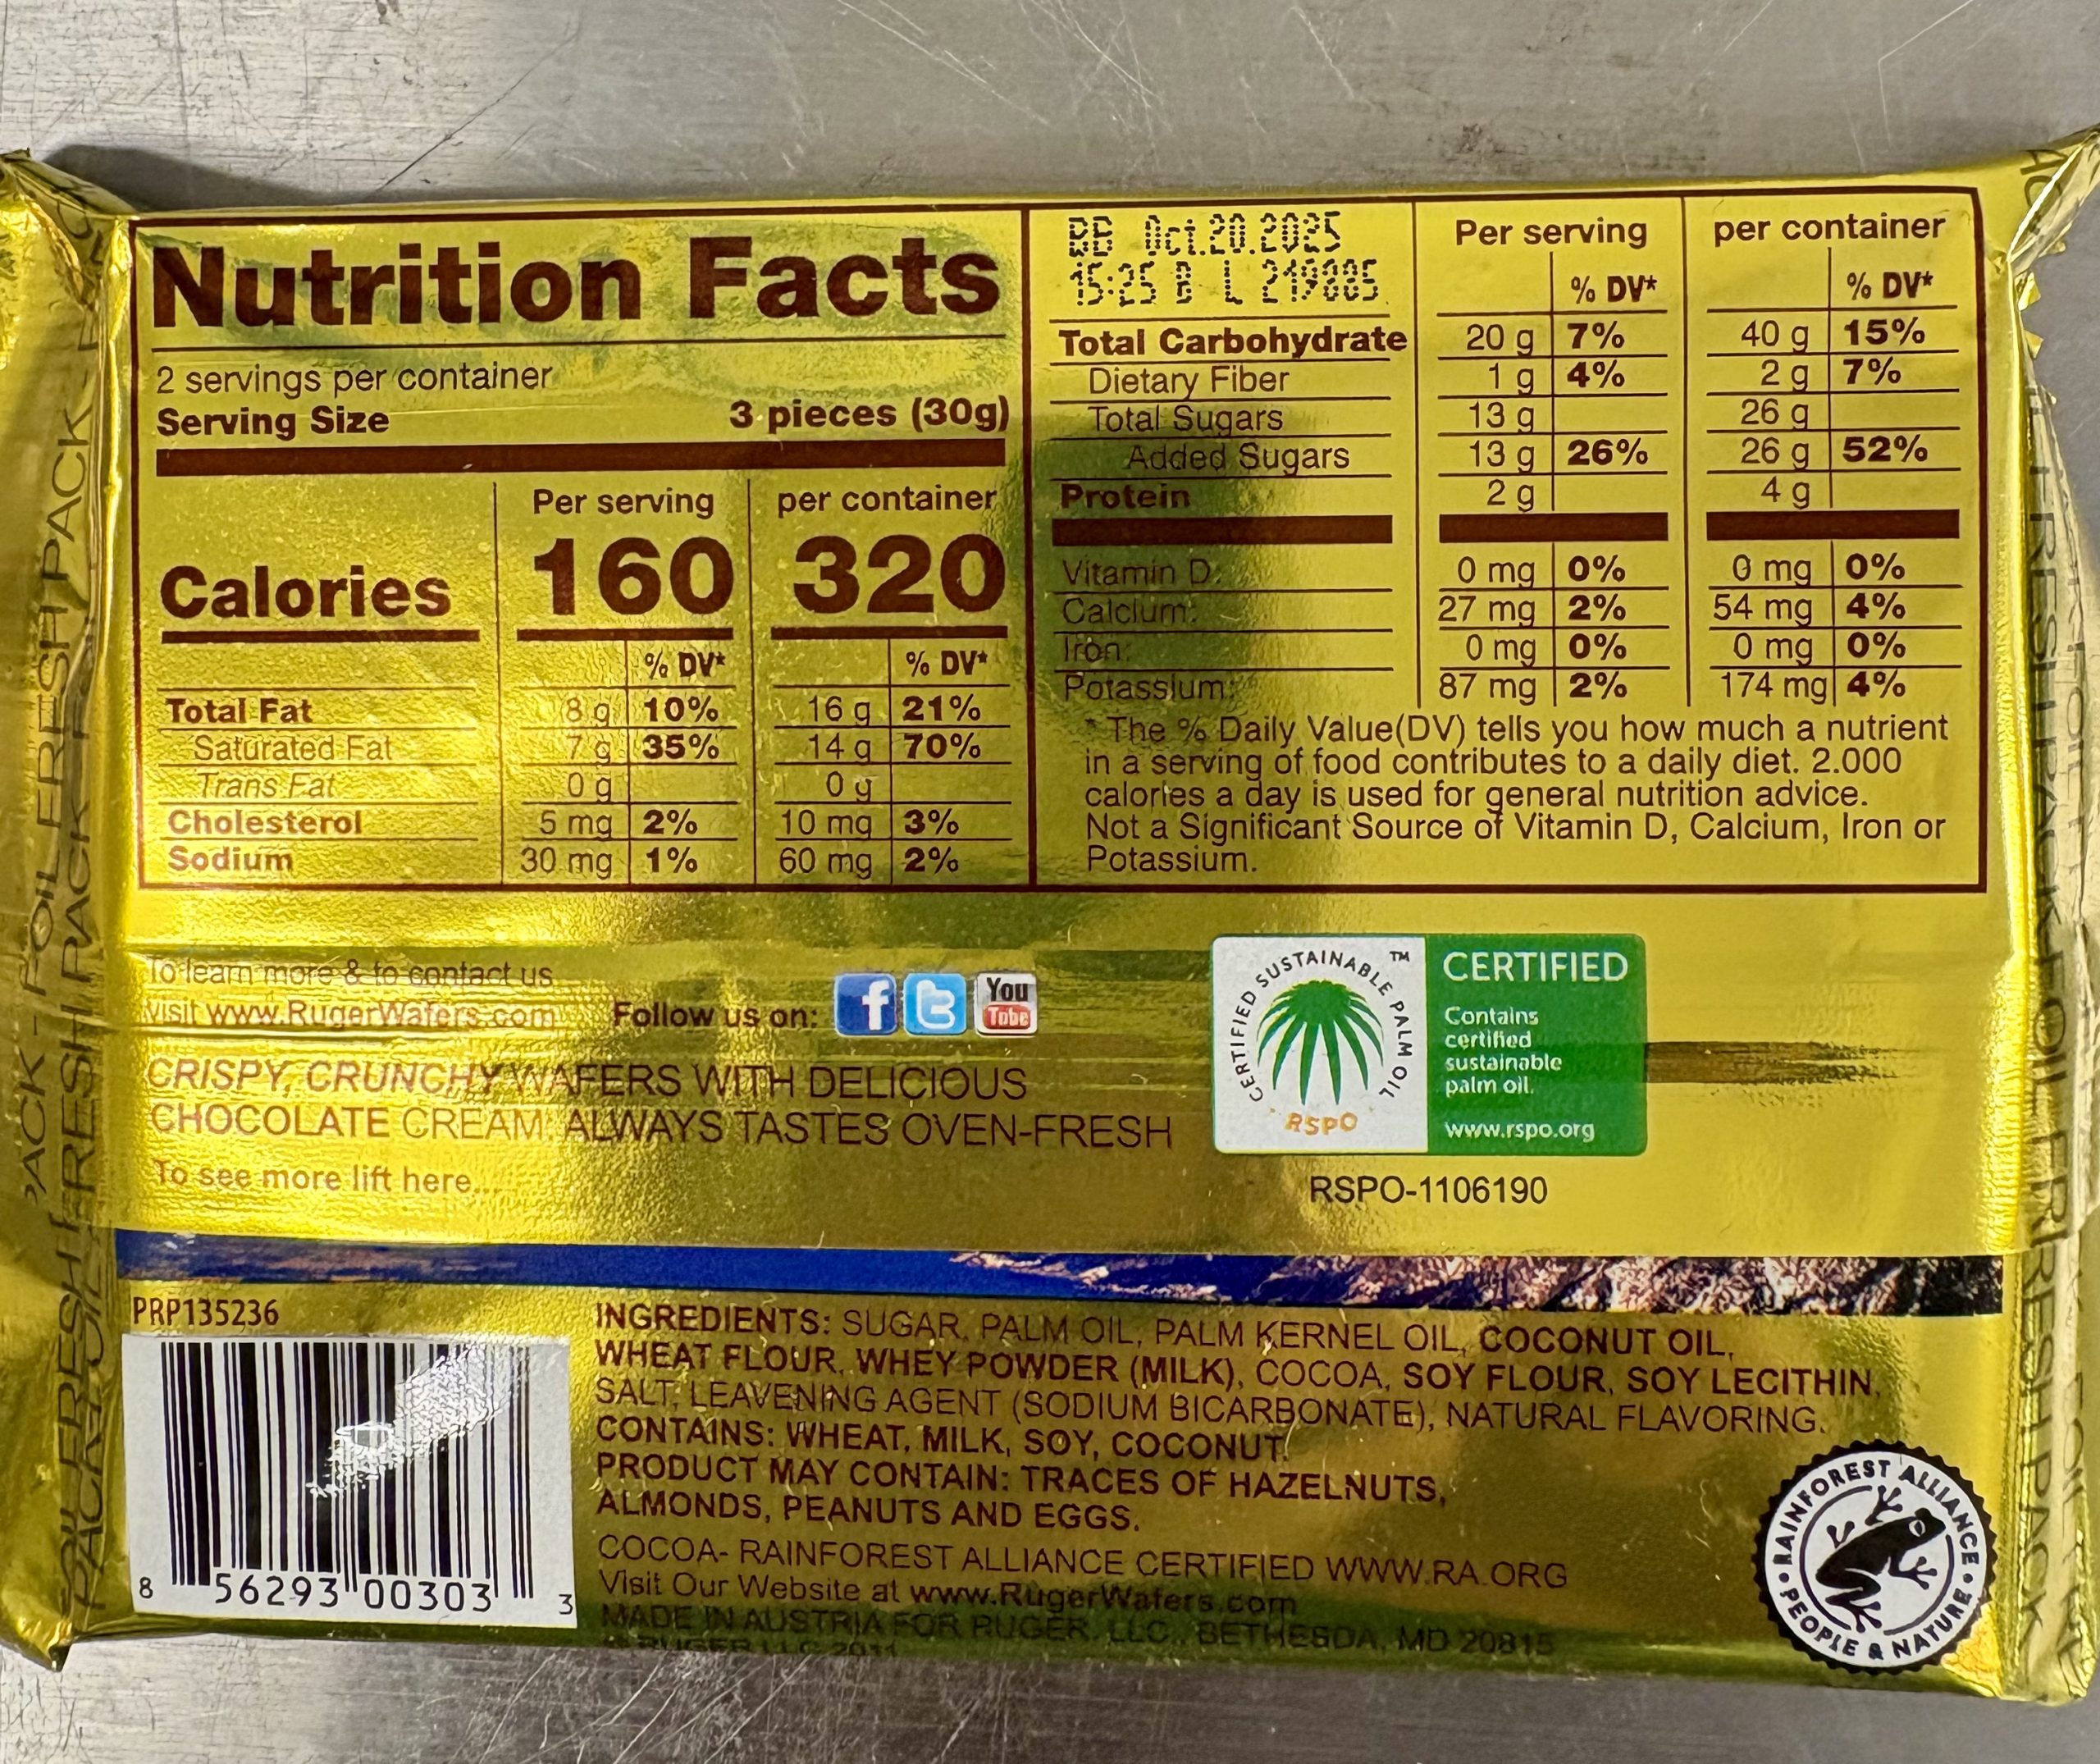 Nutrition Facts
2 servings per container
Serving Size 3 pieces (30g)
Per serving per container
Calories 160 320
% DV* % DV*
Total Fat 8 g 10% 16 g 21%
Saturated Fat 7 g 35% 14 g 70%
Trans Fat 0 g 0 g
Cholesterol 5 mg 2% 10 mg 3%
Sodium 30 mg 1% 60 mg 2%
BB Oct.20.2025
15:25 B L 219885
Per serving per container
% DV* % DV*
Total Carbohydrate 20 g 7% 40 g 15%
Dietary Fiber 1 g 4% 2 g 7%
Total Sugars 13 g 26 g
Added Sugars 13 g 26% 26 g 52%
Protein 2 g 4 g
Vitamin D: 0 mg 0% 0 mg 0%
Calcium: 27 mg 2% 54 mg 4%
Iron: 0 mg 0% 0 mg 0%
Potassium: 87 mg 2% 174 mg 4%
* The % Daily Value(DV) tells you how much a nutrient
in a serving of food contributes to a daily diet. 2.000
calories a day is used for general nutrition advice.
Not a Significant Source of Vitamin D, Calcium, Iron or
Potassium.
To learn more & to contact us
visit www.RugerWafers.com
Follow us on: f t You Tube
CRISPY, CRUNCHY WAFERS WITH DELICIOUS
CHOCOLATE CREAM. ALWAYS TASTES OVEN-FRESH
To see more lift here....
CERTIFIED SUSTAINABLE PALM OIL ™
RSPO
CERTIFIED
Contains
certified
sustainable
palm oil.
www.rspo.org
RSPO-1106190
PRP135236
8 56293 00303 3
INGREDIENTS: SUGAR, PALM OIL, PALM KERNEL OIL, COCONUT OIL,
WHEAT FLOUR, WHEY POWDER (MILK), COCOA, SOY FLOUR, SOY LECITHIN,
SALT, LEAVENING AGENT (SODIUM BICARBONATE), NATURAL FLAVORING.
CONTAINS: WHEAT, MILK, SOY, COCONUT.
PRODUCT MAY CONTAIN: TRACES OF HAZELNUTS,
ALMONDS, PEANUTS AND EGGS.
COCOA- RAINFOREST ALLIANCE CERTIFIED WWW.RA.ORG
Visit Our Website at www.RugerWafers.com
MADE IN AUSTRIA FOR RUGER, LLC., BETHESDA, MD 20815
© RUGER LLC 2011
RAINFOREST ALLIANCE
PEOPLE & NATURE
PACK - FOIL FRESH PACK
FOIL FRESH PACK